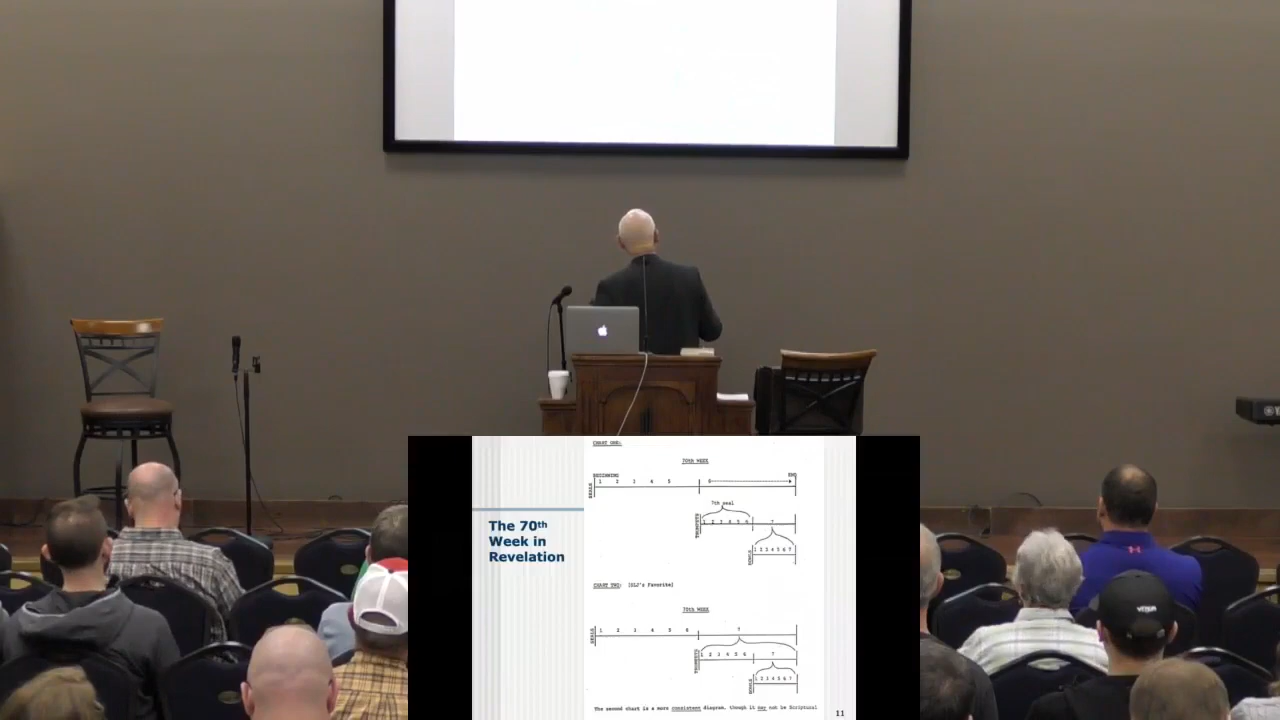 The 70th
Week in
Revelation
CHART ONE:
70th WEEK
BEGINNING
END
SEALS
1 2 3 4 5
6
7th seal
TRUMPETS
1 2 3 4 5 6
7
BOWLS
1 2 3 4 5 6 7
CHART TWO: [SLJ's Favorite]
70th WEEK
SEALS
1 2 3 4 5 6
7
TRUMPETS
1 2 3 4 5 6
7
BOWLS
1 2 3 4 5 6 7
The second chart is a more consistent diagram, though it may not be Scriptural
11